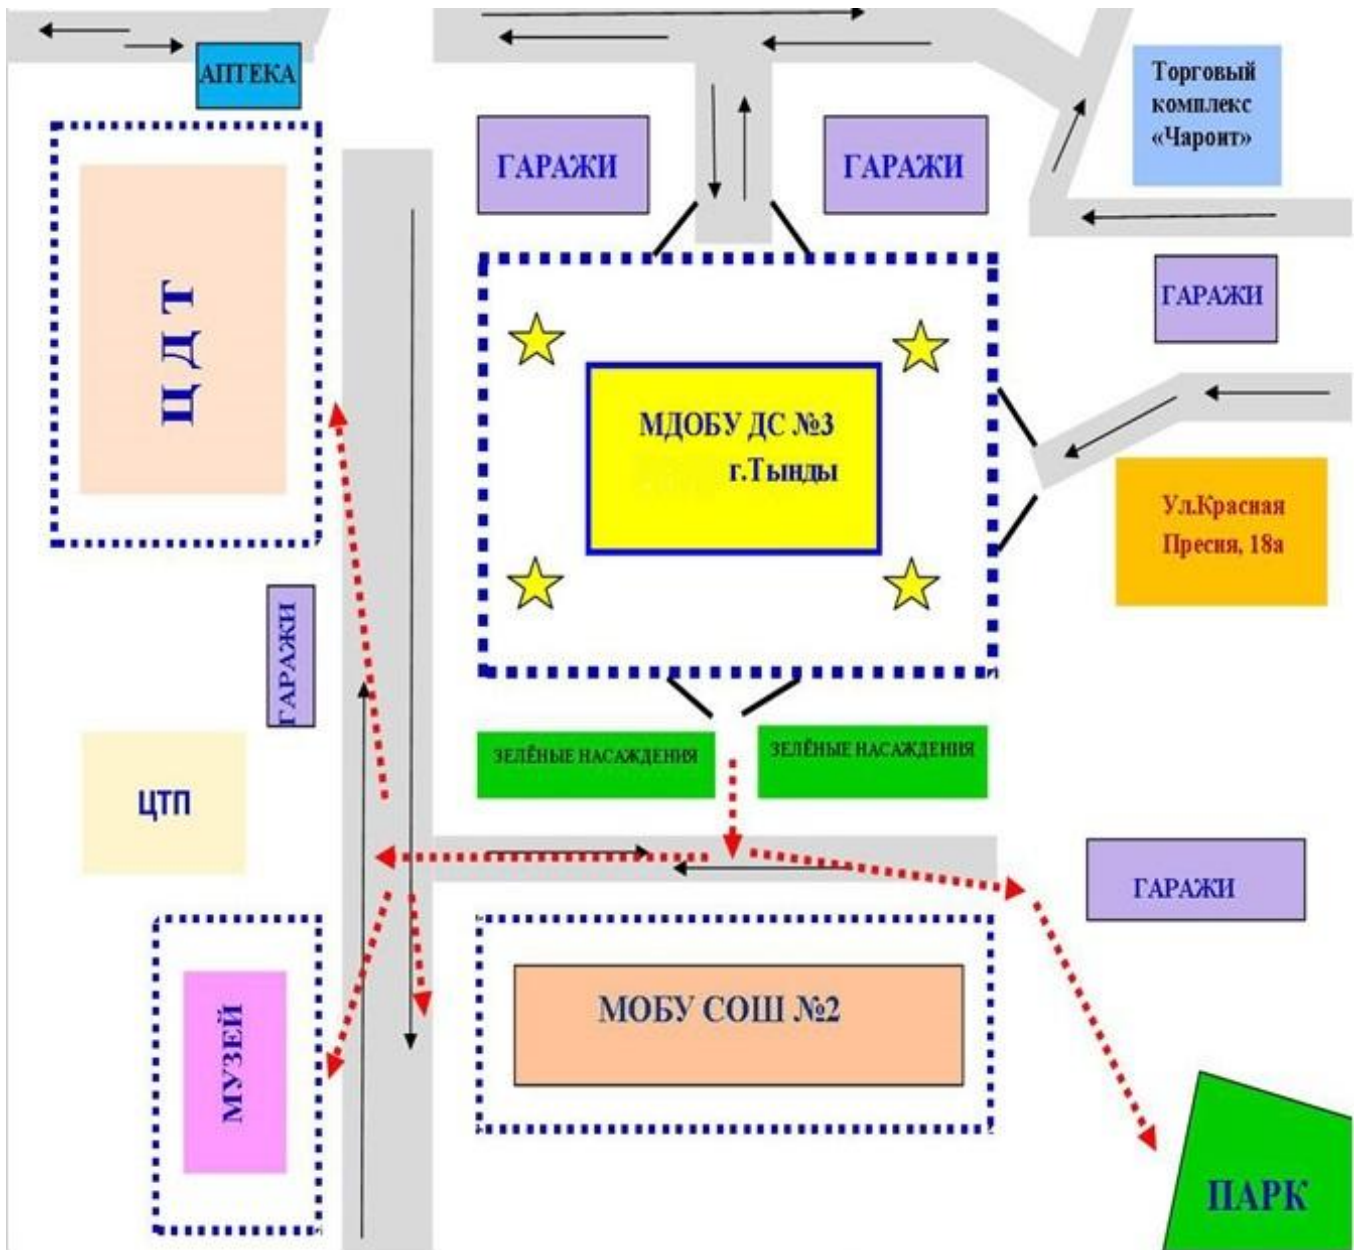 АПТЕКА
Торговый
комплекс
«Чароит»
ГАРАЖИ
ГАРАЖИ
ГАРАЖИ
ЦДТ
МДОБУ ДС №3
г.Тынды
Ул.Красная
Пресня, 18а
ГАРАЖИ
ЗЕЛЁНЫЕ НАСАЖДЕНИЯ
ЗЕЛЁНЫЕ НАСАЖДЕНИЯ
ЦТП
ГАРАЖИ
МОБУ СОШ №2
МУЗЕЙ
ПАРК